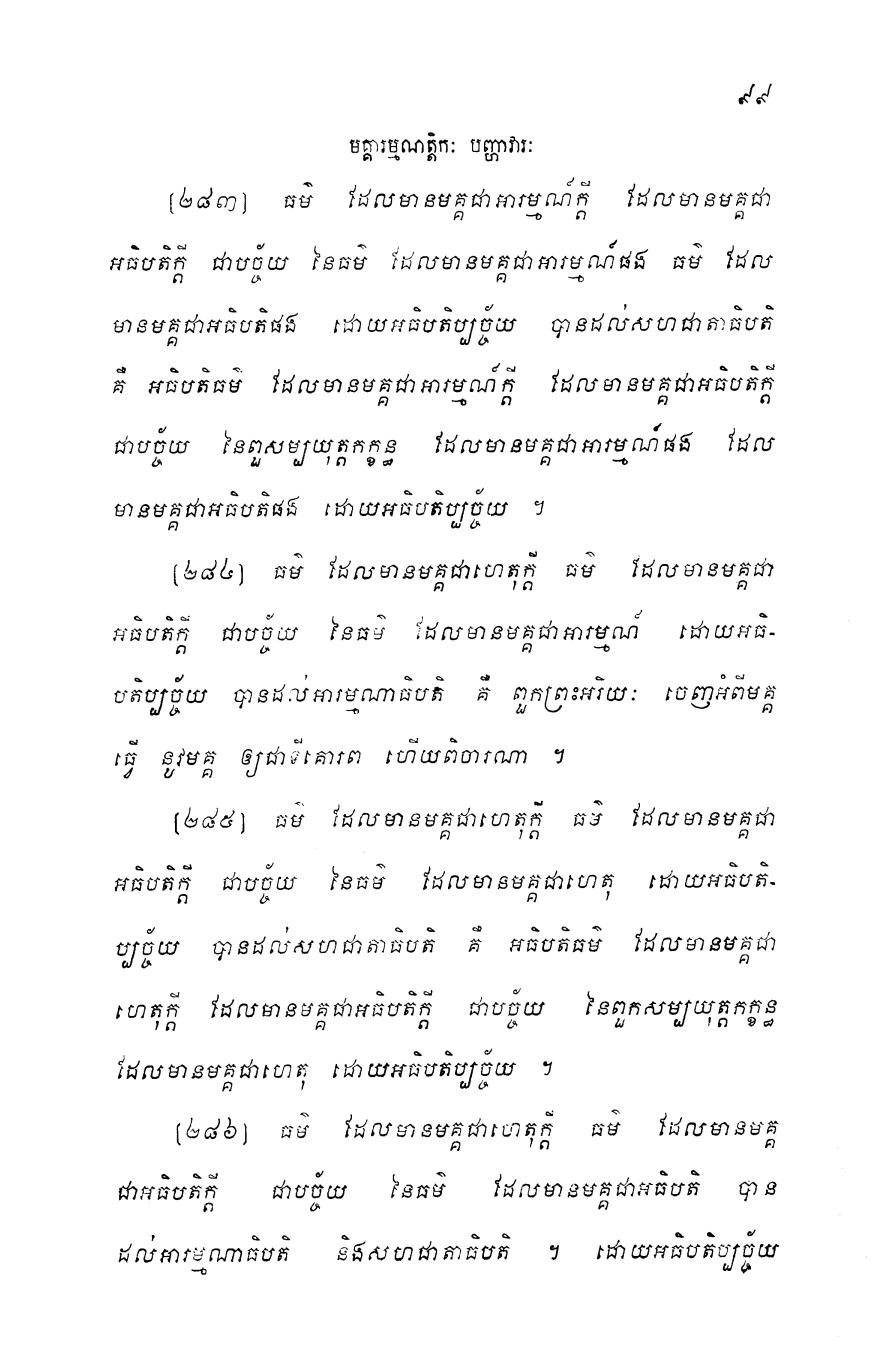 ៩៩
មគ្គារម្មណត្តិកៈ បញ្ហាវារៈ
[២៨៣] ធម៌ ដែលមានមគ្គជាអារម្មណ៍ក្តី ដែលមានមគ្គជា
អធិបតិក្តី ជាបច្ច័យ នៃធម៌ ដែលមានមគ្គជាអារម្មណ៍ផង ធម៌ ដែល
មានមគ្គជាអធិបតិផង ដោយអធិបតិប្បច្ច័យ បានដល់សហជាតាធិបតិ
គឺ អធិបតិធម៌ ដែលមានមគ្គជាអារម្មណ៍ក្តី ដែលមានមគ្គជាអធិបតិក្តី
ជាបច្ច័យ នៃពួសម្បយុត្តកក្ខន្ធ ដែលមានមគ្គជាអារម្មណ៍ផង ដែល
មានមគ្គជាអធិបតិផង ដោយអធិបតិប្បច្ច័យ ។
[២៨៤] ធម៌ ដែលមានមគ្គជាហេតុក្តី ធម៌ ដែលមានមគ្គជា
អធិបតិក្តី ជាបច្ច័យ នៃធម៌ ដែលមានមគ្គជាអារម្មណ៍ ដោយអធិ-
បតិប្បច្ច័យ បានដល់អារម្មណាធិបតិ គឺ ពួកព្រះអរិយៈ ចេញអំពីមគ្គ
ធ្វើ នូវមគ្គ ឲ្យជាទីគោរព ហើយពិចារណា ។
[២៨៥] ធម៌ ដែលមានមគ្គជាហេតុក្តី ធម៌ ដែលមានមគ្គជា
អធិបតិក្តី ជាបច្ច័យ នៃធម៌ ដែលមានមគ្គជាហេតុ ដោយអធិបតិ-
ប្បច្ច័យ បានដល់សហជាតាធិបតិ គឺ អធិបតិធម៌ ដែលមានមគ្គជា
ហេតុក្តី ដែលមានមគ្គជាអធិបតិក្តី ជាបច្ច័យ នៃពួកសម្បយុត្តកក្ខន្ធ
ដែលមានមគ្គជាហេតុ ដោយអធិបតិប្បច្ច័យ ។
[២៨៦] ធម៌ ដែលមានមគ្គជាហេតុក្តី ធម៌ ដែលមានមគ្គ
ជាអធិបតិក្តី ជាបច្ច័យ នៃធម៌ ដែលមានមគ្គជាអធិបតិ បាន
ដល់អារម្មណាធិបតិ និងសហជាតាធិបតិ ។ ដោយអធិបតិប្បច្ច័យ